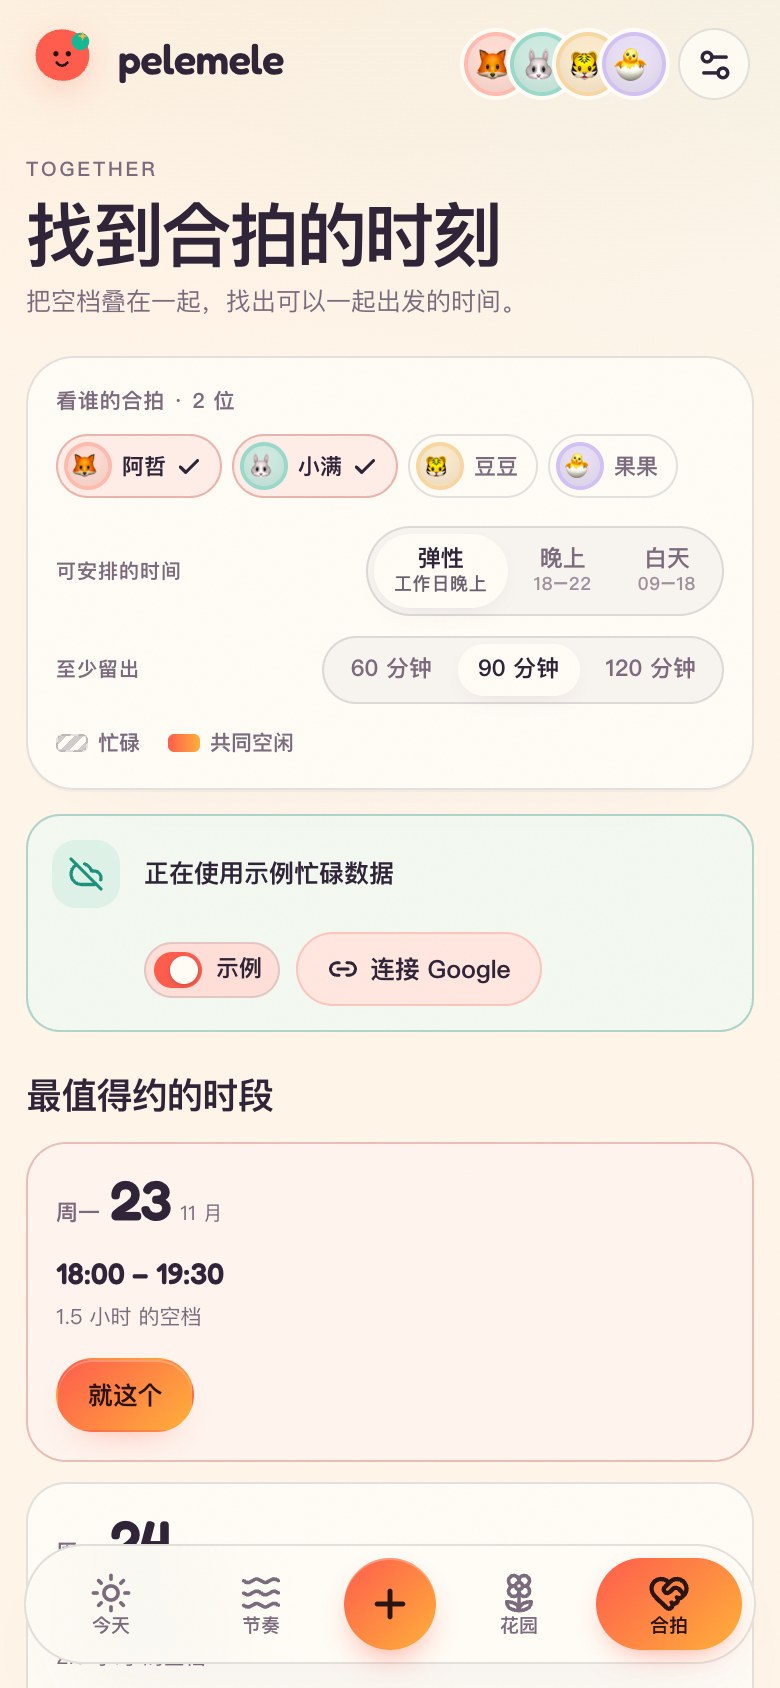 pelemele
TOGETHER
找到合拍的时刻
把空档叠在一起，找出可以一起出发的时间。
看谁的合拍 · 2 位
阿哲 小满 豆豆 果果
可安排的时间
弹性 晚上 白天
工作日晚上 18–22 09–18
至少留出 60 分钟 90 分钟 120 分钟
忙碌 共同空闲
正在使用示例忙碌数据
示例 连接 Google
最值得约的时段
周一 23 11 月
18:00 – 19:30
1.5 小时 的空档
就这个
24
今天 节奏 花园 合拍